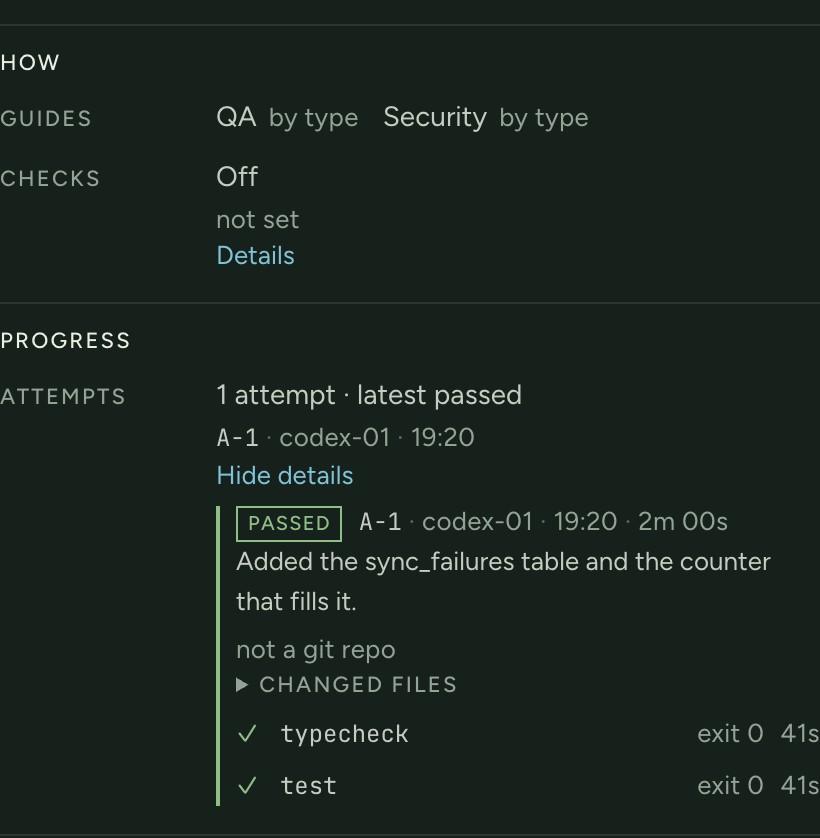 HOW
GUIDES QA by type Security by type
CHECKS Off
not set
Details
PROGRESS
ATTEMPTS 1 attempt · latest passed
A-1 · codex-01 · 19:20
Hide details
PASSED A-1 · codex-01 · 19:20 · 2m 00s
Added the sync_failures table and the counter
that fills it.
not a git repo
▶ CHANGED FILES
✓ typecheck exit 0 41s
✓ test exit 0 41s